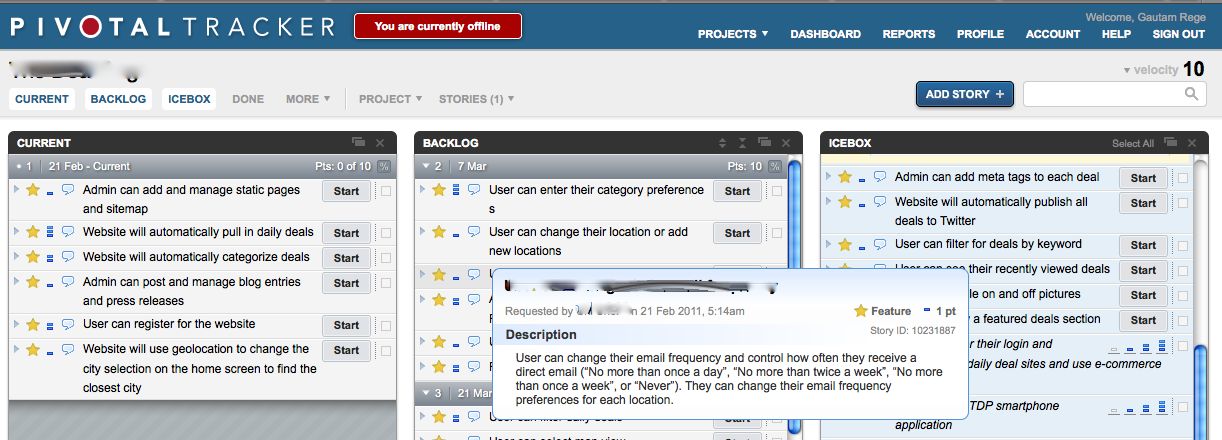 PIVOTAL TRACKER
You are currently offline
Welcome, Gautam Rege
PROJECTS DASHBOARD REPORTS PROFILE ACCOUNT HELP SIGN OUT
velocity 10
CURRENT BACKLOG ICEBOX DONE MORE PROJECT STORIES (1)
ADD STORY +
CURRENT
1 21 Feb - Current Pts: 0 of 10 %
Admin can add and manage static pages
and sitemap
Start
Website will automatically pull in daily deals
Start
Website will automatically categorize deals
Start
Admin can post and manage blog entries
and press releases
Start
User can register for the website
Start
Website will use geolocation to change the
city selection on the home screen to find the
closest city
Start
BACKLOG
2 7 Mar Pts: 10 %
User can enter their category preference
s
Start
User can change their location or add
new locations
Start
Requested by
n 21 Feb 2011, 5:14am
Feature 1 pt
Story ID: 10231887
Description
User can change their email frequency and control how often they receive a
direct email (“No more than once a day”, “No more than twice a week”, “No more
than once a week”, or “Never”). They can change their email frequency
preferences for each location.
3 21 Mar
User can filter daily deals
Start
User can select map view
ICEBOX
Select All
Admin can add meta tags to each deal
Start
Website will automatically publish all
deals to Twitter
Start
User can filter for deals by keyword
Start
User can see their recently viewed deals
Start
le on and off pictures
Start
a featured deals section
Start
r their login and
daily deal sites and use e-commerce
TDP smartphone
application